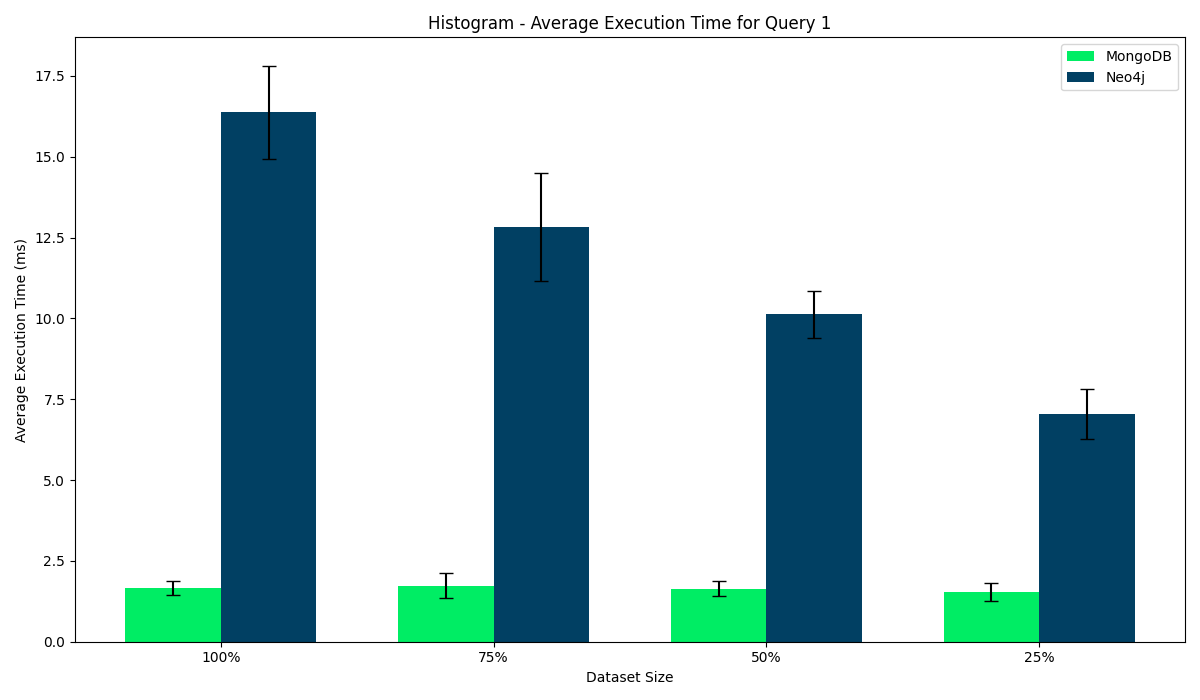 Histogram - Average Execution Time for Query 1
MongoDB
Neo4j
Average Execution Time (ms)
17.5
15.0
12.5
10.0
7.5
5.0
2.5
0.0
100%
75%
50%
25%
Dataset Size